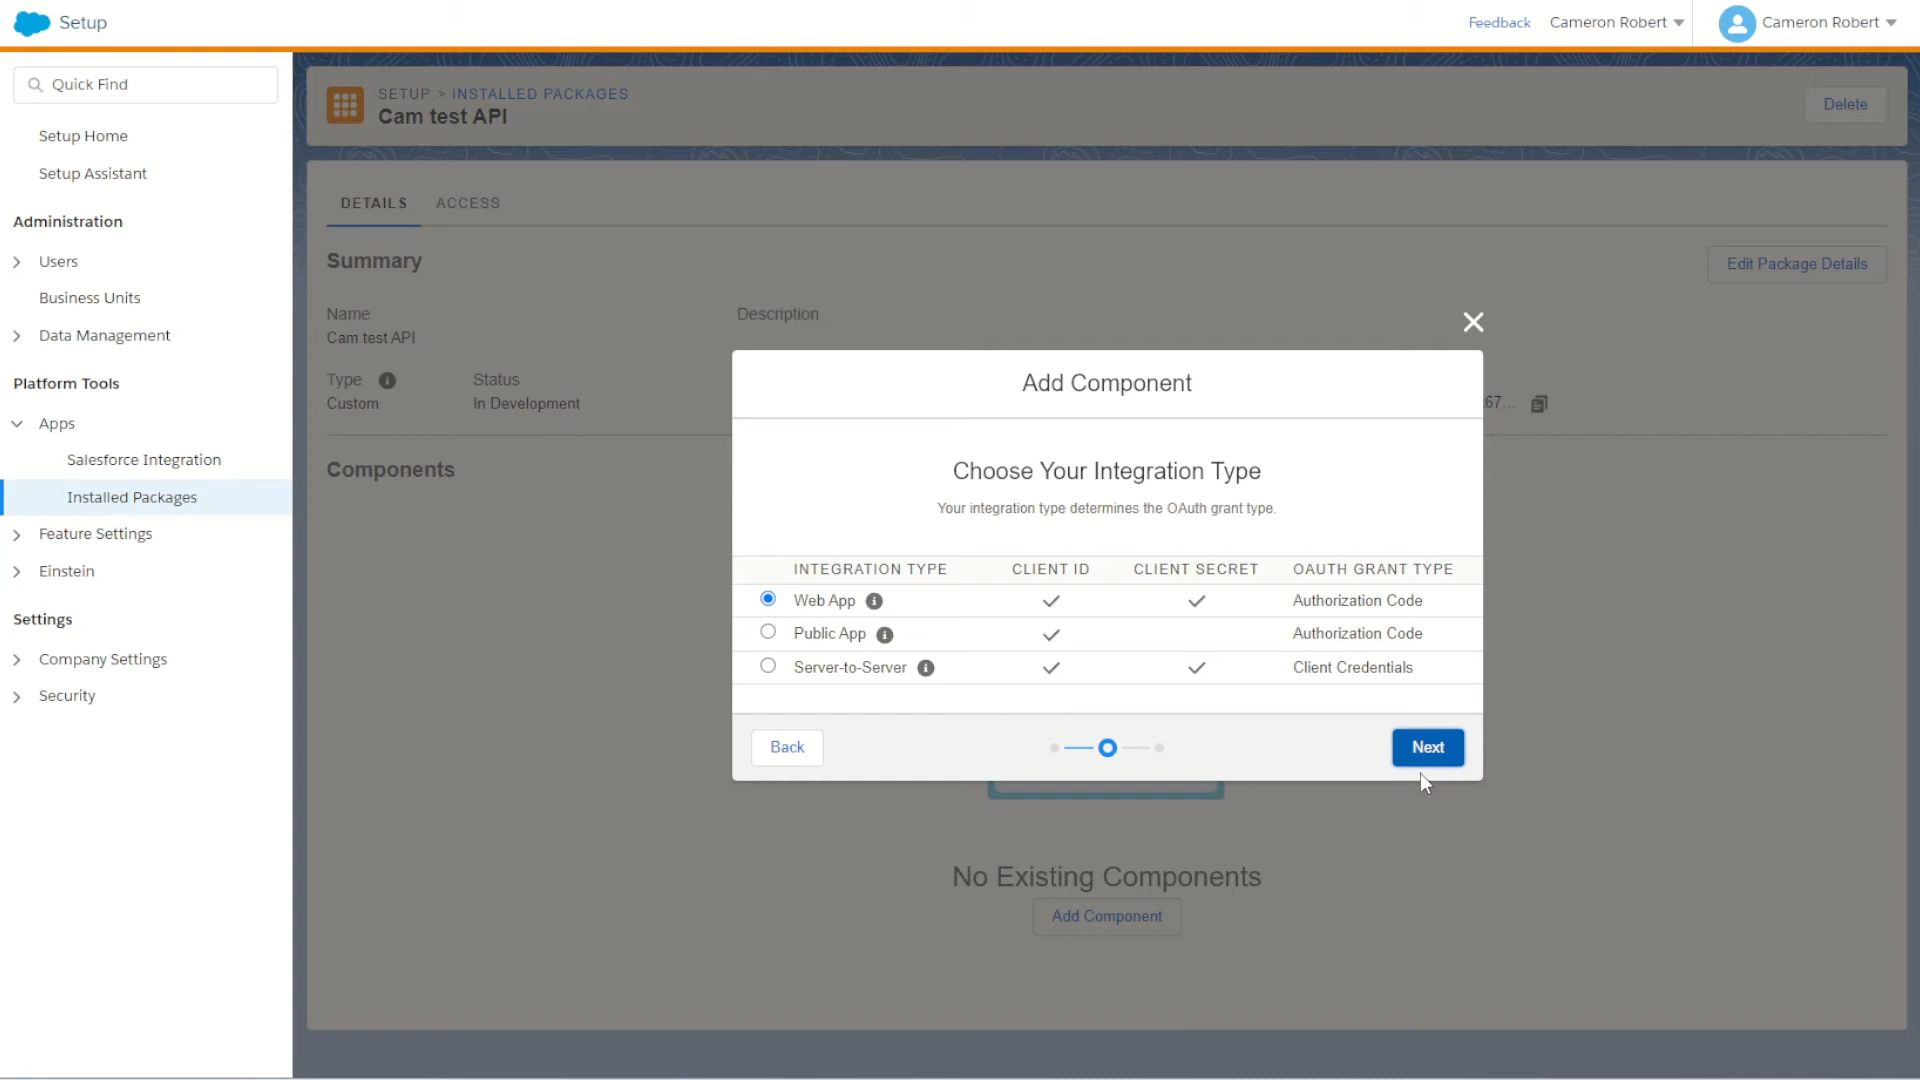 Setup
Feedback
Cameron Robert
Cameron Robert
Quick Find
Setup Home
Setup Assistant
Administration
Users
Business Units
Data Management
Platform Tools
Apps
Salesforce Integration
Installed Packages
Feature Settings
Einstein
Settings
Company Settings
Security
SETUP > INSTALLED PACKAGES
Cam test API
Delete
DETAILS ACCESS
Summary
Edit Package Details
Name
Cam test API
Description
Type
Custom
Status
In Development
67...
Components
Add Component
Choose Your Integration Type
Your integration type determines the OAuth grant type.
INTEGRATION TYPE CLIENT ID CLIENT SECRET OAUTH GRANT TYPE
Web App Authorization Code
Public App Authorization Code
Server-to-Server Client Credentials
Back
Next
No Existing Components
Add Component